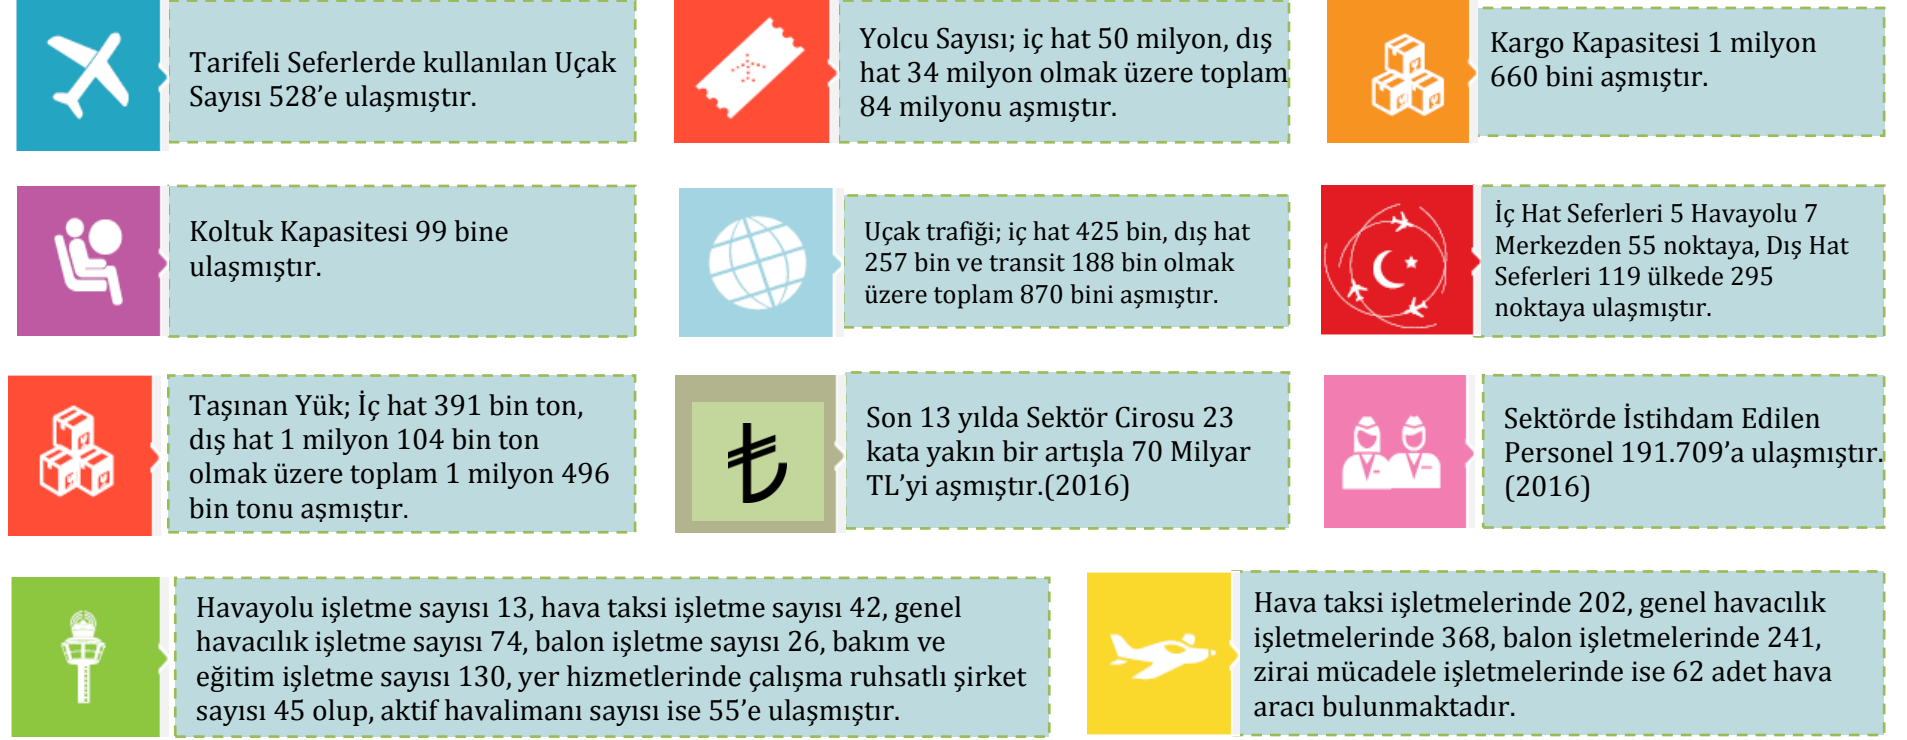 Tarifeli Seferlerde kullanılan Uçak
Sayısı 528’e ulaşmıştır.
Yolcu Sayısı; iç hat 50 milyon, dış
hat 34 milyon olmak üzere toplam
84 milyonu aşmıştır.
Kargo Kapasitesi 1 milyon
660 bini aşmıştır.
Koltuk Kapasitesi 99 bine
ulaşmıştır.
Uçak trafiği; iç hat 425 bin, dış hat
257 bin ve transit 188 bin olmak
üzere toplam 870 bini aşmıştır.
İç Hat Seferleri 5 Havayolu 7
Merkezden 55 noktaya, Dış Hat
Seferleri 119 ülkede 295
noktaya ulaşmıştır.
Taşınan Yük; İç hat 391 bin ton,
dış hat 1 milyon 104 bin ton
olmak üzere toplam 1 milyon 496
bin tonu aşmıştır.
₺
Son 13 yılda Sektör Cirosu 23
kata yakın bir artışla 70 Milyar
TL’yi aşmıştır.(2016)
Sektörde İstihdam Edilen
Personel 191.709’a ulaşmıştır.
(2016)
Havayolu işletme sayısı 13, hava taksi işletme sayısı 42, genel
havacılık işletme sayısı 74, balon işletme sayısı 26, bakım ve
eğitim işletme sayısı 130, yer hizmetlerinde çalışma ruhsatlı şirket
sayısı 45 olup, aktif havalimanı sayısı ise 55’e ulaşmıştır.
Hava taksi işletmelerinde 202, genel havacılık
işletmelerinde 368, balon işletmelerinde 241,
zirai mücadele işletmelerinde ise 62 adet hava
aracı bulunmaktadır.